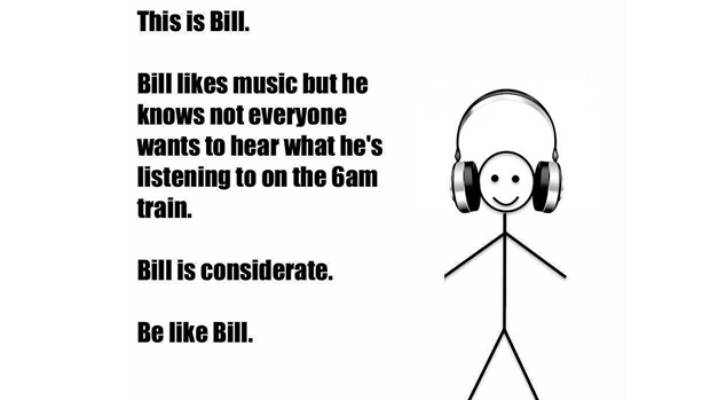 This is Bill.
Bill likes music but he
knows not everyone
wants to hear what he's
listening to on the 6am
train.
Bill is considerate.
Be like Bill.